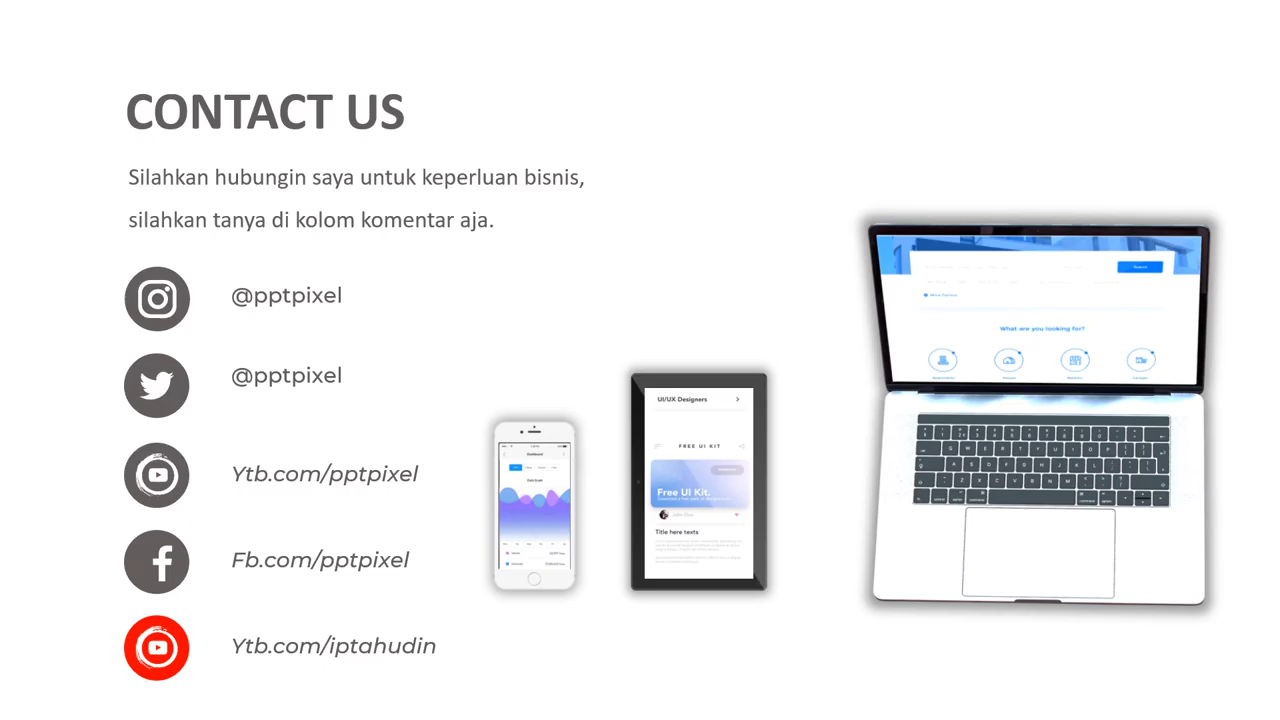 CONTACT US
Silahkan hubungin saya untuk keperluan bisnis,
silahkan tanya di kolom komentar aja.
@pptpixel
@pptpixel
Ytb.com/pptpixel
Fb.com/pptpixel
Ytb.com/iptahudin
Dashboard
UI/UX Designers
FREE UI KIT
Free UI Kit.
Title here texts
What are you looking for?